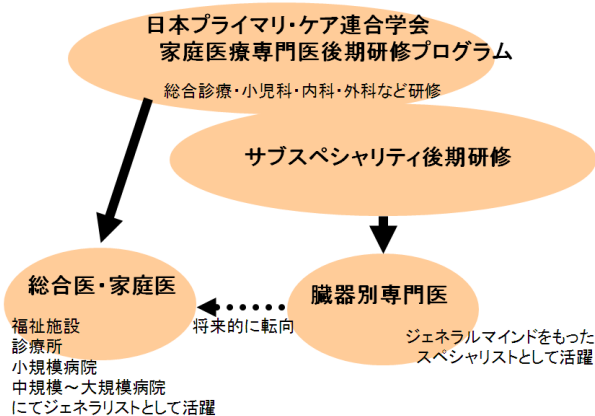 日本プライマリ・ケア連合学会
家庭医療専門医後期研修プログラム
総合診療・小児科・内科・外科など研修
サブスペシャリティ後期研修
総合医・家庭医
福祉施設
診療所
小規模病院
中規模～大規模病院
にてジェネラリストとして活躍
将来的に転向
臓器別専門医
ジェネラルマインドをもった
スペシャリストとして活躍